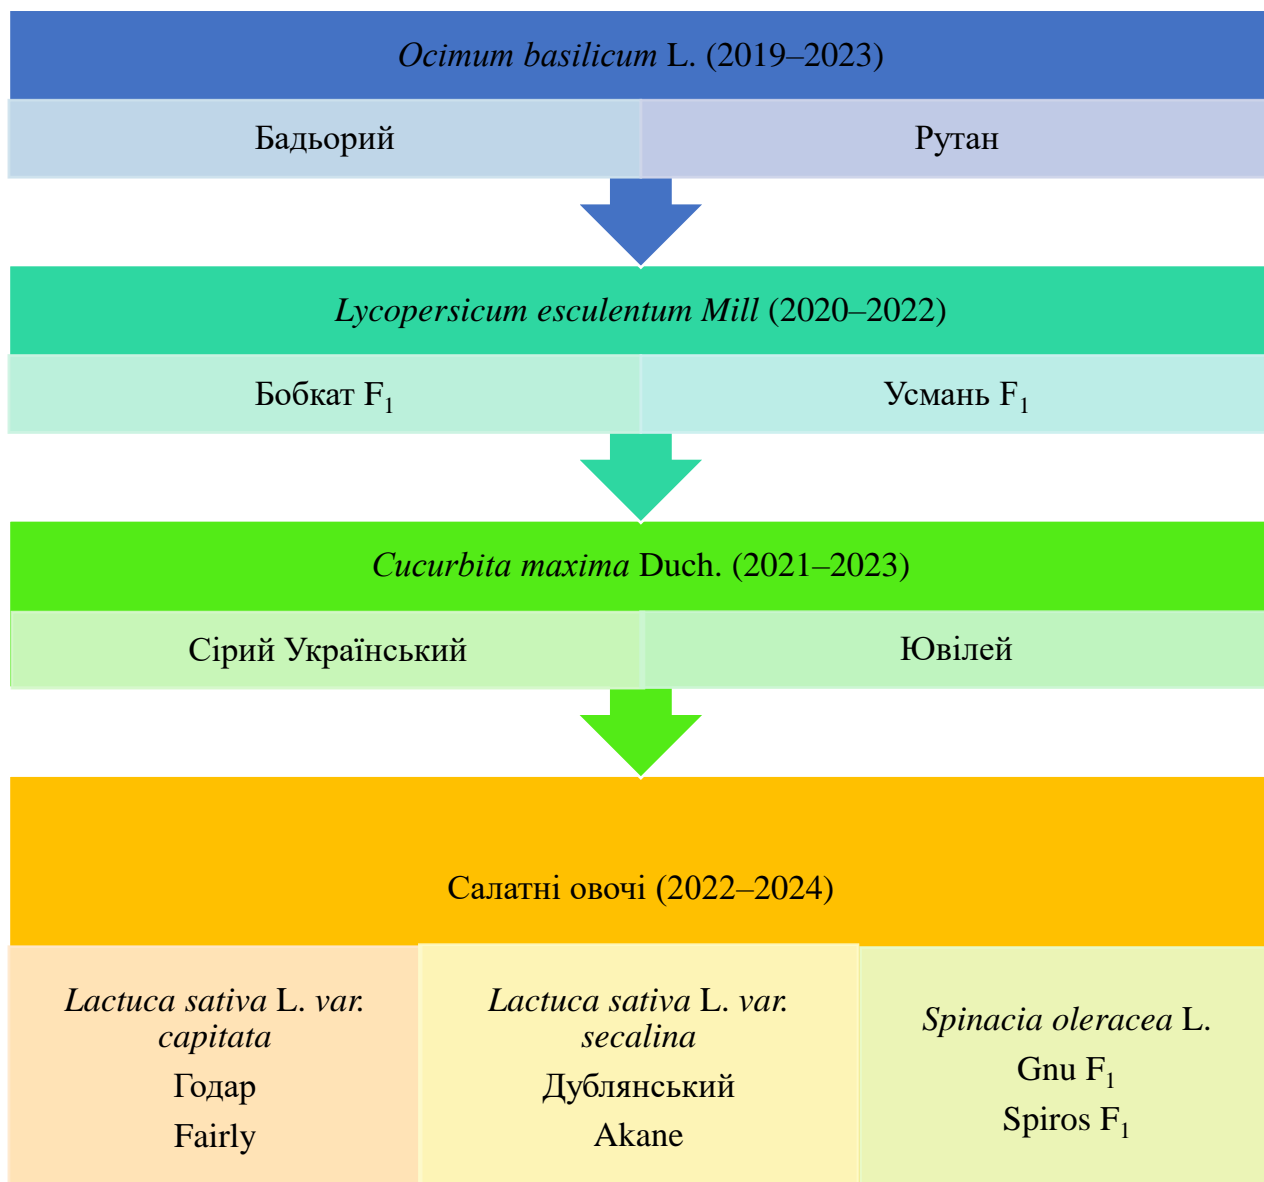 Ocimum basilicum L. (2019–2023)
Бадьорий
Рутан
Lycopersicum esculentum Mill (2020–2022)
Бобкат F₁
Усмань F₁
Cucurbita maxima Duch. (2021–2023)
Сірий Український
Ювілей
Салатні овочі (2022–2024)
Lactuca sativa L. var.
capitata
Годар
Fairly
Lactuca sativa L. var.
secalina
Дублянський
Akane
Spinacia oleracea L.
Gnu F₁
Spiros F₁